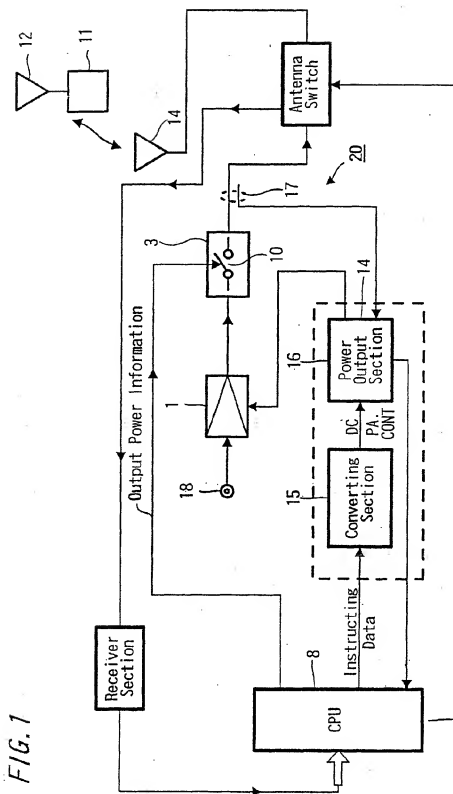 FIG.1
12
11
14
Antenna
Switch
20
17
3
10
Output Power Information
1
18
14
16
Power
Output
Section
DC
PA.
CONT
15
Converting
Section
Instructing
Data
Receiver
Section
8
CPU